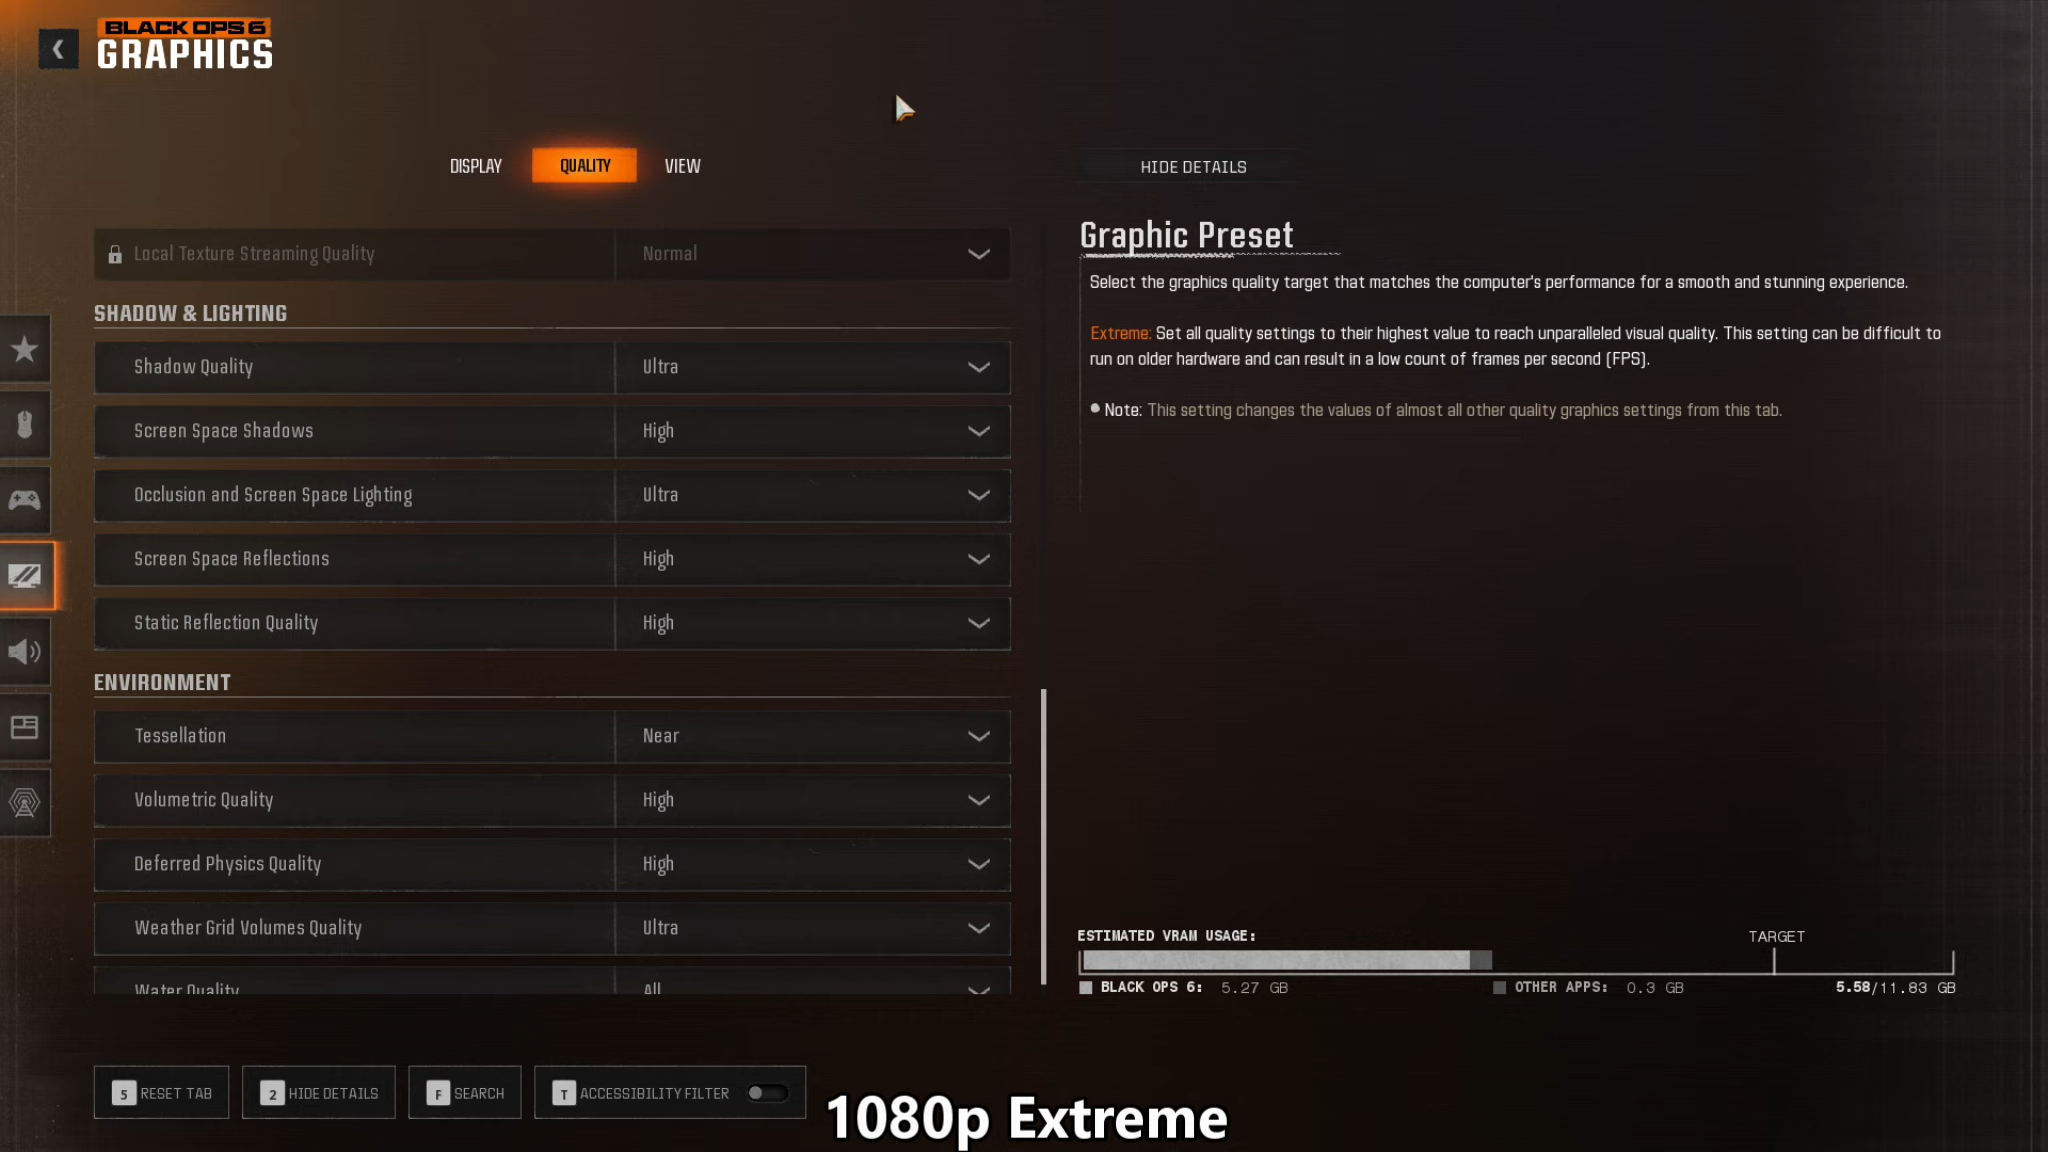 BLACK OPS 6
GRAPHICS
DISPLAY
QUALITY
VIEW
HIDE DETAILS
Local Texture Streaming Quality
Normal
SHADOW & LIGHTING
Shadow Quality
Ultra
Screen Space Shadows
High
Occlusion and Screen Space Lighting
Ultra
Screen Space Reflections
High
Static Reflection Quality
High
ENVIRONMENT
Tessellation
Near
Volumetric Quality
High
Deferred Physics Quality
High
Weather Grid Volumes Quality
Ultra
Water Quality
All
Graphic Preset
Select the graphics quality target that matches the computer's performance for a smooth and stunning experience.
Extreme: Set all quality settings to their highest value to reach unparalleled visual quality. This setting can be difficult to
run on older hardware and can result in a low count of frames per second (FPS).
Note: This setting changes the values of almost all other quality graphics settings from this tab.
ESTIMATED VRAM USAGE:
TARGET
BLACK OPS 6: 5.27 GB
OTHER APPS: 0.3 GB
5.58/11.83 GB
5 RESET TAB
2 HIDE DETAILS
F SEARCH
T ACCESSIBILITY FILTER
1080p Extreme